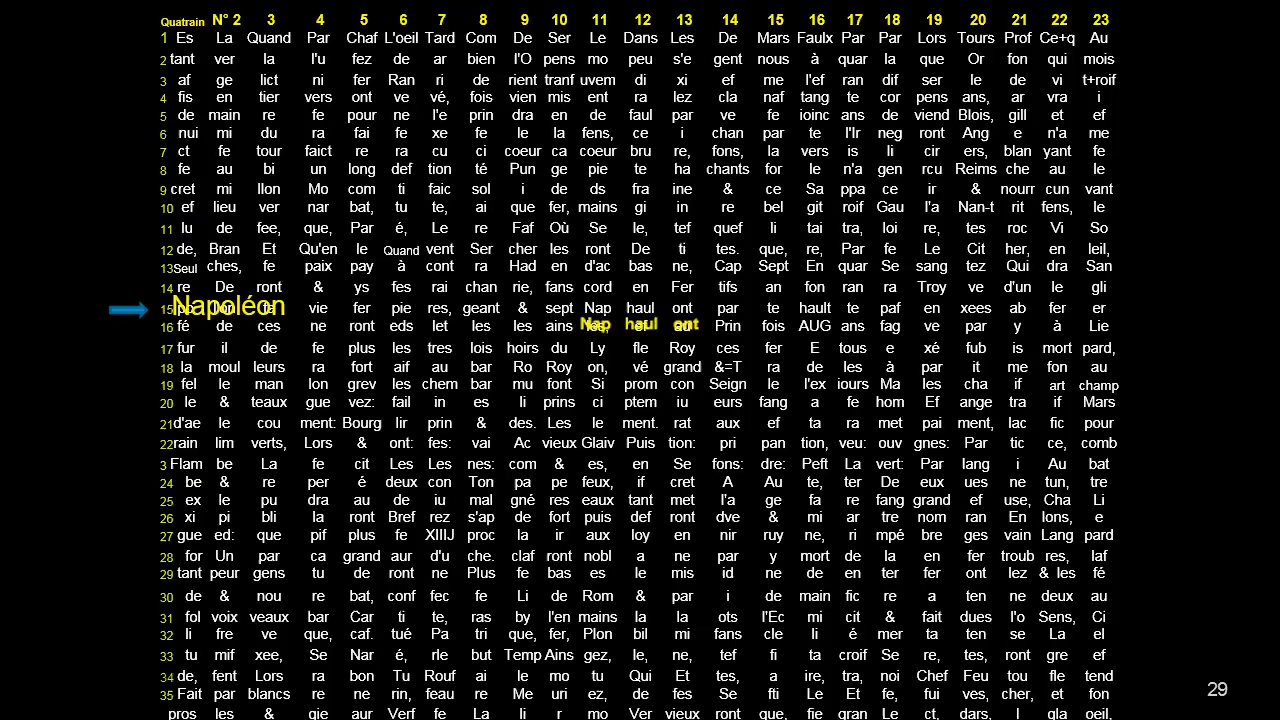 Quatrain N° 2 3 4 5 6 7 8 9 10 11 12 13 14 15 16 17 18 19 20 21 22 23
1 Es La Quand Par Chaf L'oeil Tard Com De Ser Le Dans Les De Mars Faulx Par Par Lors Tours Prof Ce+q Au
2 tant ver la l'u fez de ar bien l'O pens mo peu s'e gent nous à quar la que Or fon qui mois
3 af ge lict ni fer Ran ri de rient tranf uvem di xi ef me l'ef ran dif ser le de vi t+roif
4 fis en tier vers ont ve vé, fois vien mis ent ra lez cla naf tang te cor pens ans, ar vra i
5 de main re fe pour ne l'e prin dra en de faul par ve fe ioinc ans de viend Blois, gill et ef
6 nui mi du ra fai fe xe fe le la fens, ce i chan par te l'Ir neg ront Ang e n'a me
7 ct fe tour faict re ra cu ci coeur ca coeur bru re, fons, la vers is li cir ers, blan yant fe
8 fe au bi un long def tion té Pun ge pie te ha chants for le n'a gen rcu Reims che au le
9 cret mi llon Mo com ti faic sol i de ds fra ine & ce Sa ppa ce ir & nourr cun vant
10 ef lieu ver nar bat, tu te, ai que fer, mains gi in re bel git roif Gau l'a Nan-t rit fens, le
11 lu de fee, que, Par é, Le re Faf Où Se le, tef quef li tai tra, loi re, tes roc Vi So
12 de, Bran Et Qu'en le Quand vent Ser cher les ront De ti tes. que, re, Par fe Le Cit her, en leil,
13 Seul ches, fe paix pay à cont ra Had en d'ac bas ne, Cap Sept En quar Se sang tez Qui dra San
14 re De ront & ys fes rai chan rie, fans cord en Fer tifs an fon ran ra Troy ve d'un le gli
Napoléon
15 vie fer pie res, geant & sept Nap haul ont par te hault te paf en xees ab fer er
16 fé de ces ne ront eds let les les ains Nap haul ont Prin fois AUG ans fag ve par y à Lie
17 fur il de fe plus les tres lois hoirs du Ly fle Roy ces fer E tous e xé fub is mort pard,
18 la moul leurs ra fort aif au bar Ro Roy on, vé grand &=T ra de les à par it me fon au
19 fel le man lon grev les chem bar mu font Si prom con Seign le l'ex iours Ma les cha if art champ
20 le & teaux gue vez: fail in es li prins ci ptem iu eurs fang a fe hom Ef ange tra if Mars
21 d'ae le cou ment: Bourg lir prin & des. Les le ment. rat aux ef ta ra met pai ment, lac fic pour
22 rain lim verts, Lors & ont: fes: vai Ac vieux Glaiv Puis tion: pri pan tion, veu: ouv gnes: Par tic ce, comb
3 Flam be La fe cit Les Les nes: com & es, en Se fons: dre: Peft La vert: Par lang i Au bat
24 be & re per é deux con Ton pa pe feux, if cret A Au te, ter De eux ues ne tun, tre
25 ex le pu dra au de iu mal gné res eaux tant met l'a ge fa re fang grand ef use, Cha Li
26 xi pi bli la ront Bref rez s'ap de fort puis def ront dve & mi ar tre nom ran En lons, e
27 gue ed: que pif plus fe XIIIJ proc la ir aux loy en nir ruy ne, ri mpé bre ges vain Lang pard
28 for Un par ca grand aur d'u che. claf ront nobl a ne par y mort de la en fer troub res, laf
29 tant peur gens tu de ront ne Plus fe bas es le mis id ne de en ter fer ont lez & les fé
30 de & nou re bat, conf fec fe Li de Rom & par i de main fic re a ten ne deux au
31 fol voix veaux bar Car ti te, ras by l'en mains la la ots l'Ec mi cit & fait dues l'o Sens, Ci
32 li fre ve que, caf. tué Pa tri que, fer, Plon bil mi fans cle li é mer ta ten se La el
33 tu mif xee, Se Nar é, rle but Temp Ains gez, le, ne, tef fi ta croif Se re, tes, ront gre ef
34 de, fent Lors ra bon Tu Rouf ai le mo tu Qui Et tes, a ire, tra, noi Chef Feu tou fle tend
35 Fait par blancs re ne rin, feau re Me uri ez, de fes Se fti Le Et fe, fui ves, cher, et fon
pros les & gie aur Verf fe La li r mo Ver vieux ront que, fie gran Le ct, dars, l gla oeil,
29